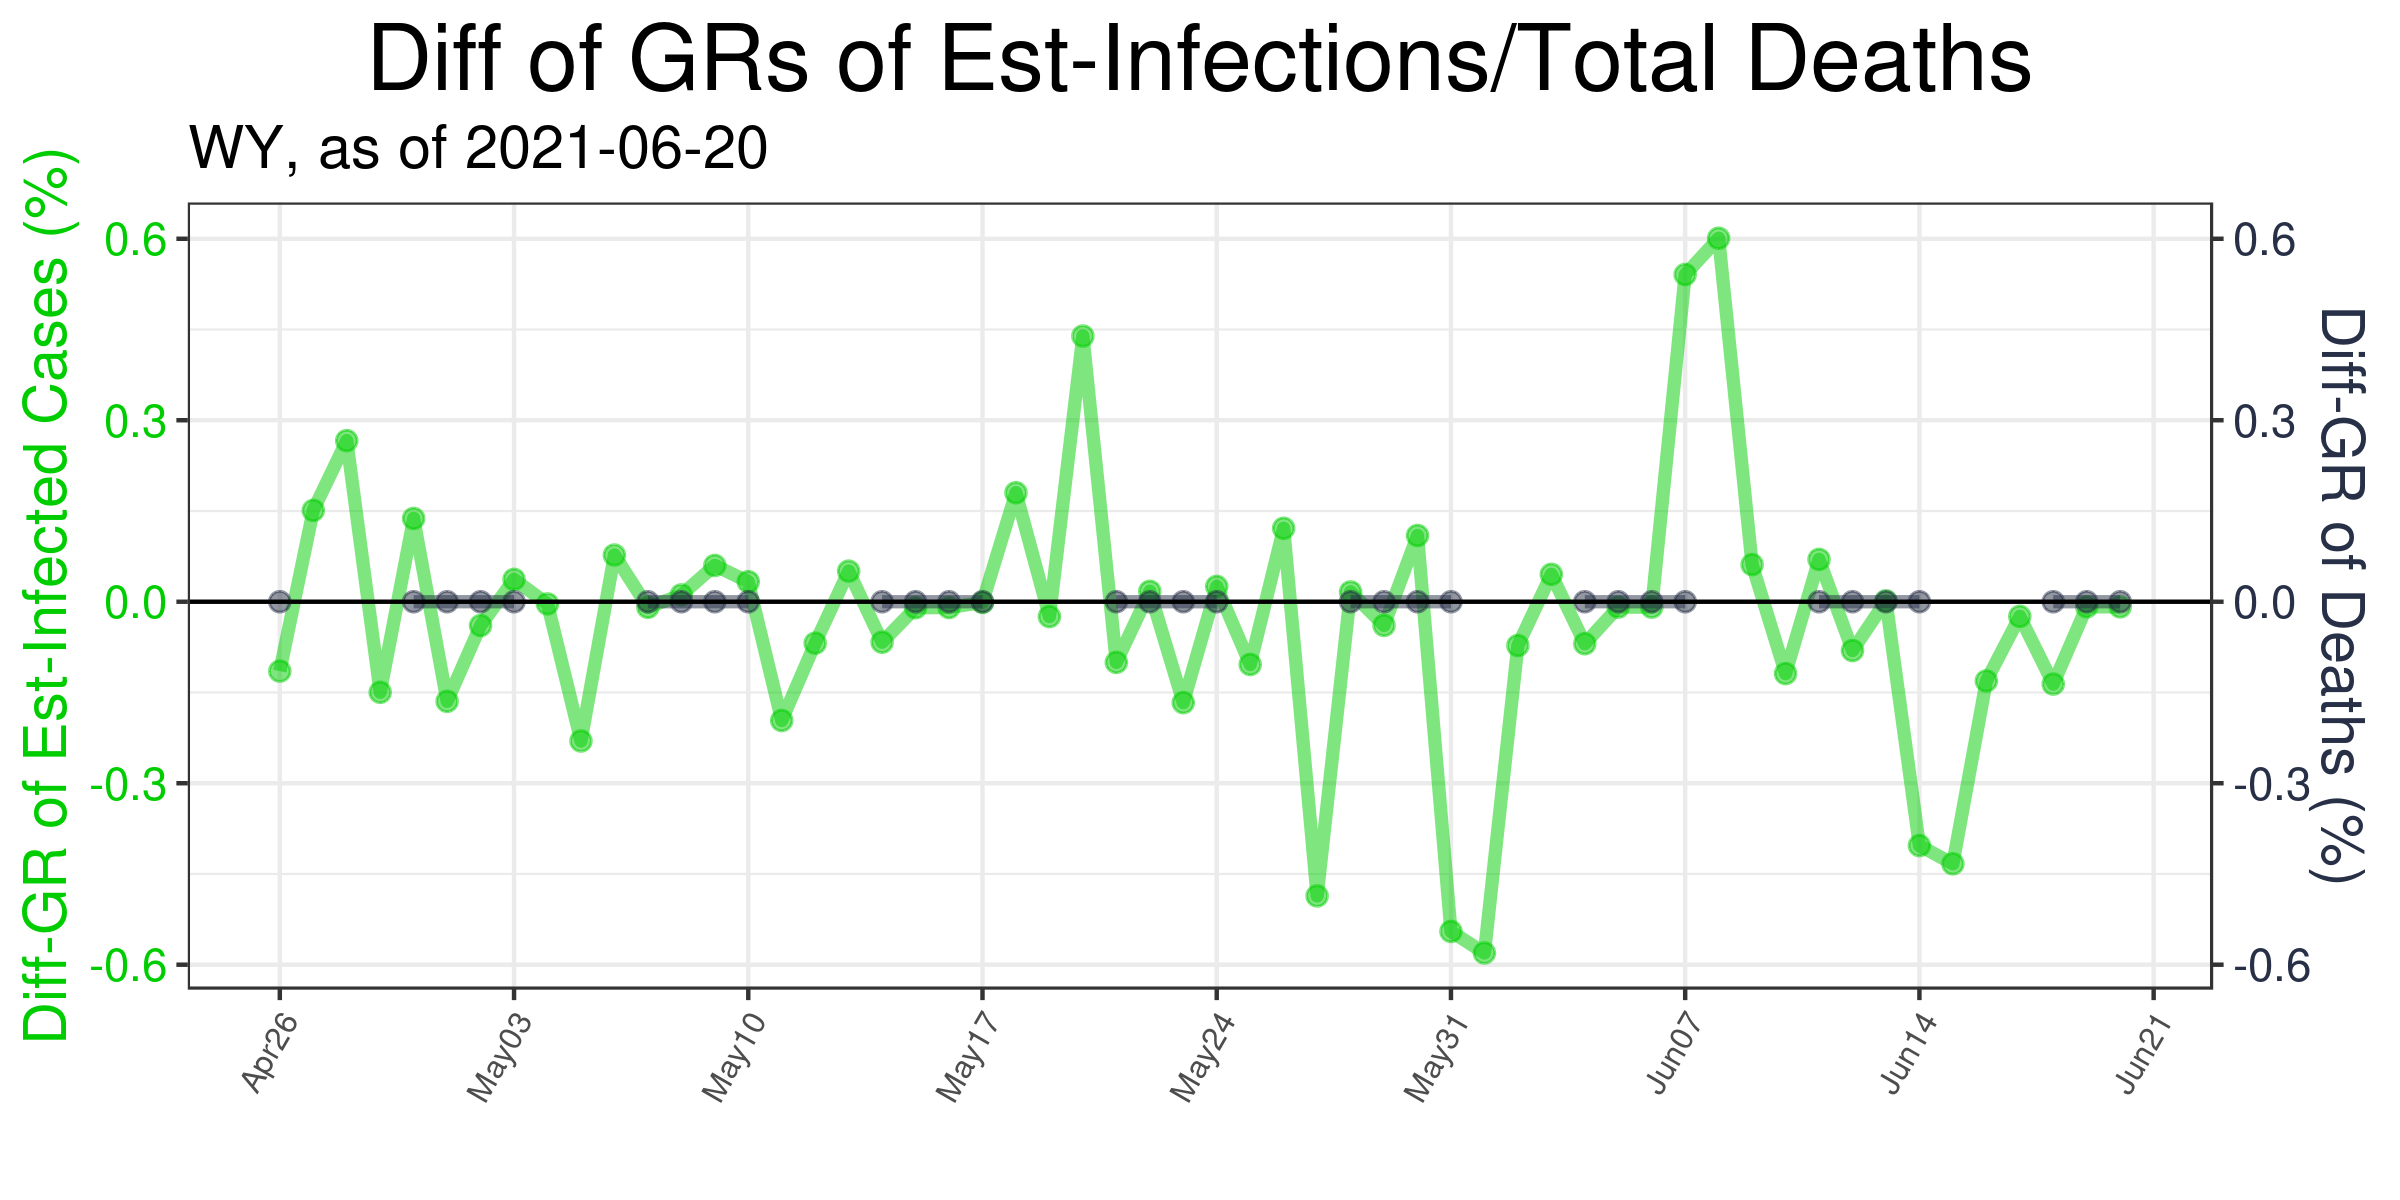 Diff of GRs of Est-Infections/Total Deaths
WY, as of 2021-06-20
Diff-GR of Est-Infected Cases (%)
0.6
0.3
0.0
-0.3
-0.6
0.6
0.3
0.0
-0.3
-0.6
Diff-GR of Deaths (%)
Apr26
May03
May10
May17
May24
May31
Jun07
Jun14
Jun21